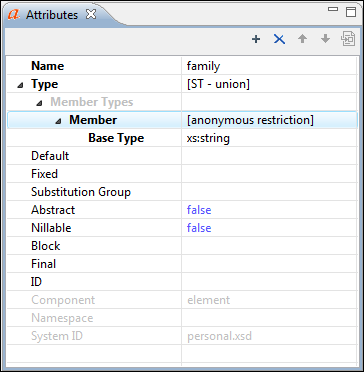 Attributes
Name family
Type [ST - union]
Member Types
Member [anonymous restriction]
Base Type xs:string
Default
Fixed
Substitution Group
Abstract false
Nillable false
Block
Final
ID
Component element
Namespace
System ID personal.xsd